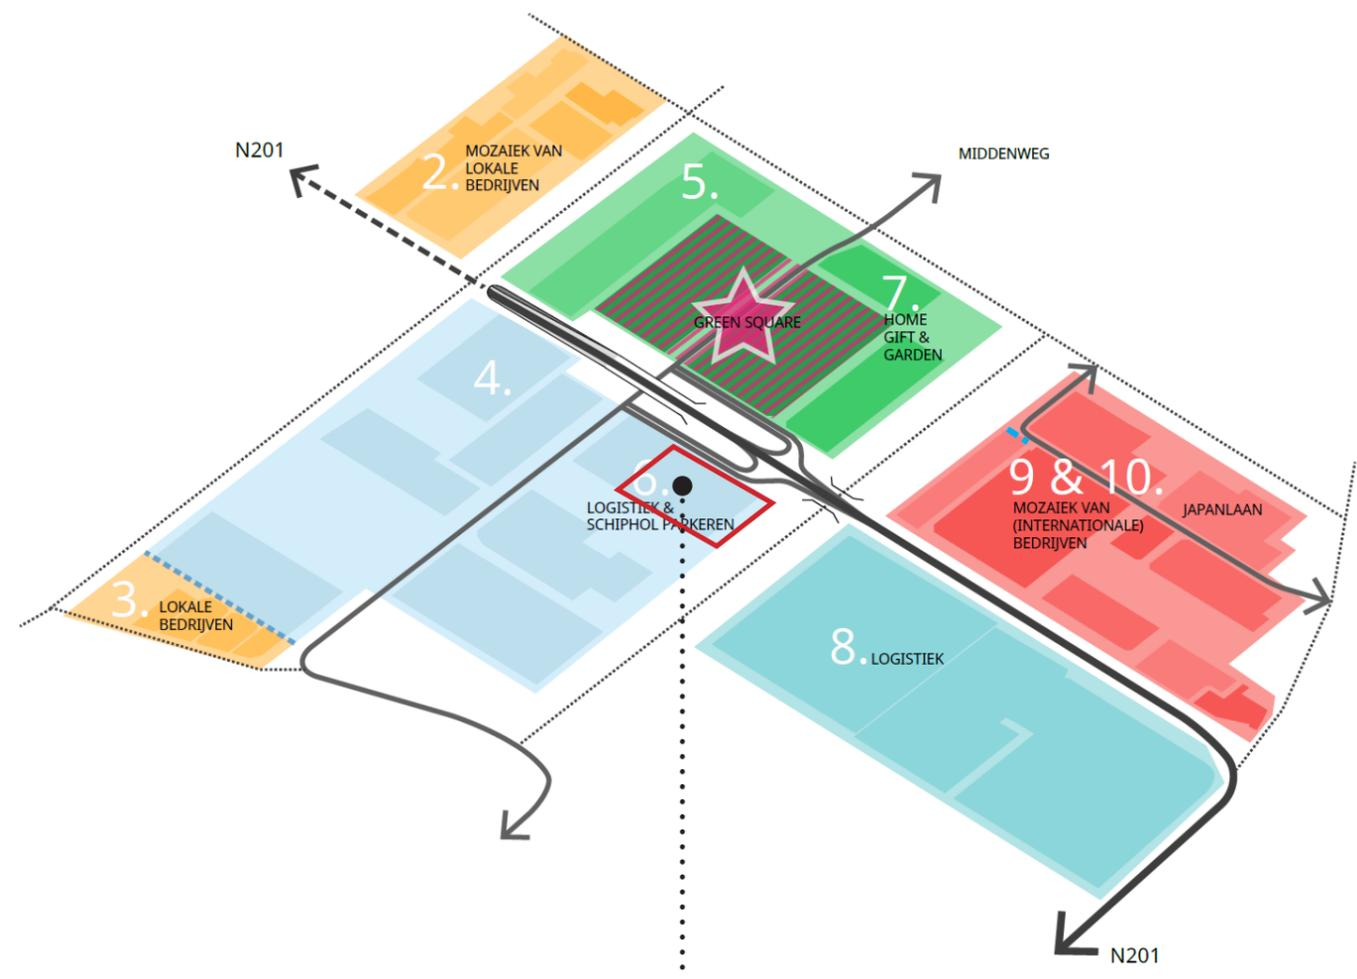 N201
2. MOZAIEK VAN
LOKALE
BEDRIJVEN
MIDDENWEG
5.
7.
HOME
GIFT &
GARDEN
GREEN SQUARE
4.
6.
LOGISTIEK &
SCHIPHOL PARKEREN
9 & 10.
MOZAIEK VAN
(INTERNATIONALE)
BEDRIJVEN
JAPANLAAN
3. LOKALE
BEDRIJVEN
8. LOGISTIEK
N201